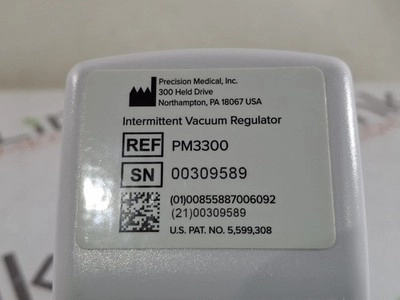 Precision Medical, Inc.
300 Held Drive
Northampton, PA 18067 USA
Intermittent Vacuum Regulator
REF PM3300
SN 00309589
(01)00855887006092
(21)00309589
U.S. PAT. NO. 5,599,308